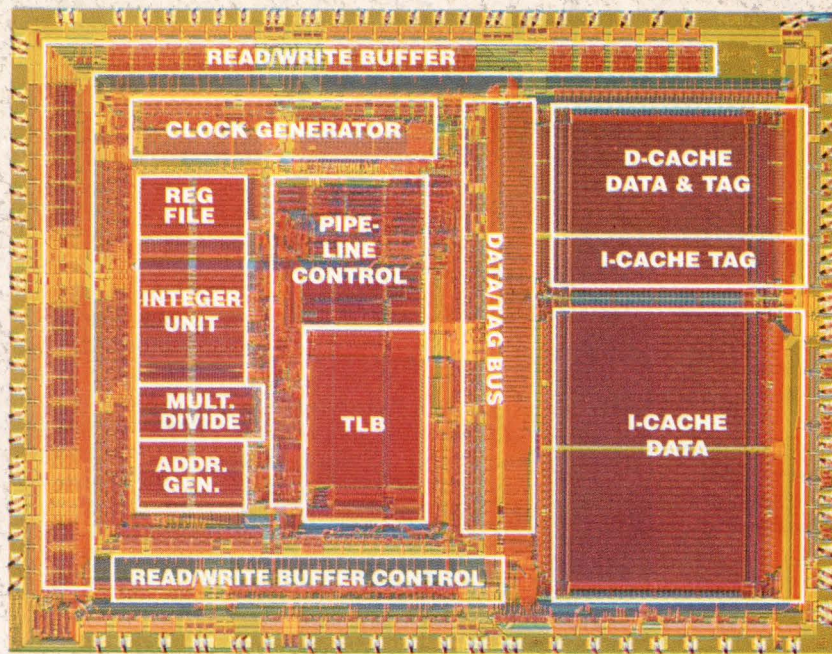 READ/WRITE BUFFER
CLOCK GENERATOR
REG
FILE
INTEGER
UNIT
MULT.
DIVIDE
ADDR.
GEN.
PIPE-
LINE
CONTROL
TLB
DATA/TAG BUS
D-CACHE
DATA & TAG
I-CACHE TAG
I-CACHE
DATA
READ/WRITE BUFFER CONTROL